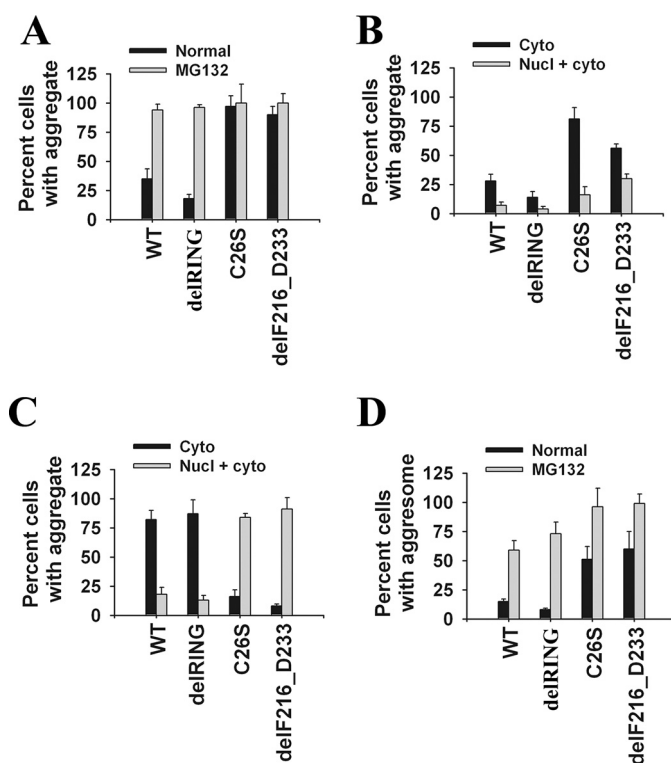 A
Normal
MG132
Percent cells
with aggregate
125
100
75
50
25
0
WT
delRING
C26S
delF216_D233
B
Cyto
Nucl + cyto
Percent cells
with aggregate
125
100
75
50
25
0
WT
delRING
C26S
delF216_D233
C
Cyto
Nucl + cyto
Percent cells
with aggregate
125
100
75
50
25
0
WT
delRING
C26S
delF216_D233
D
Normal
MG132
Percent cells
with aggresome
125
100
75
50
25
0
WT
delRING
C26S
delF216_D233